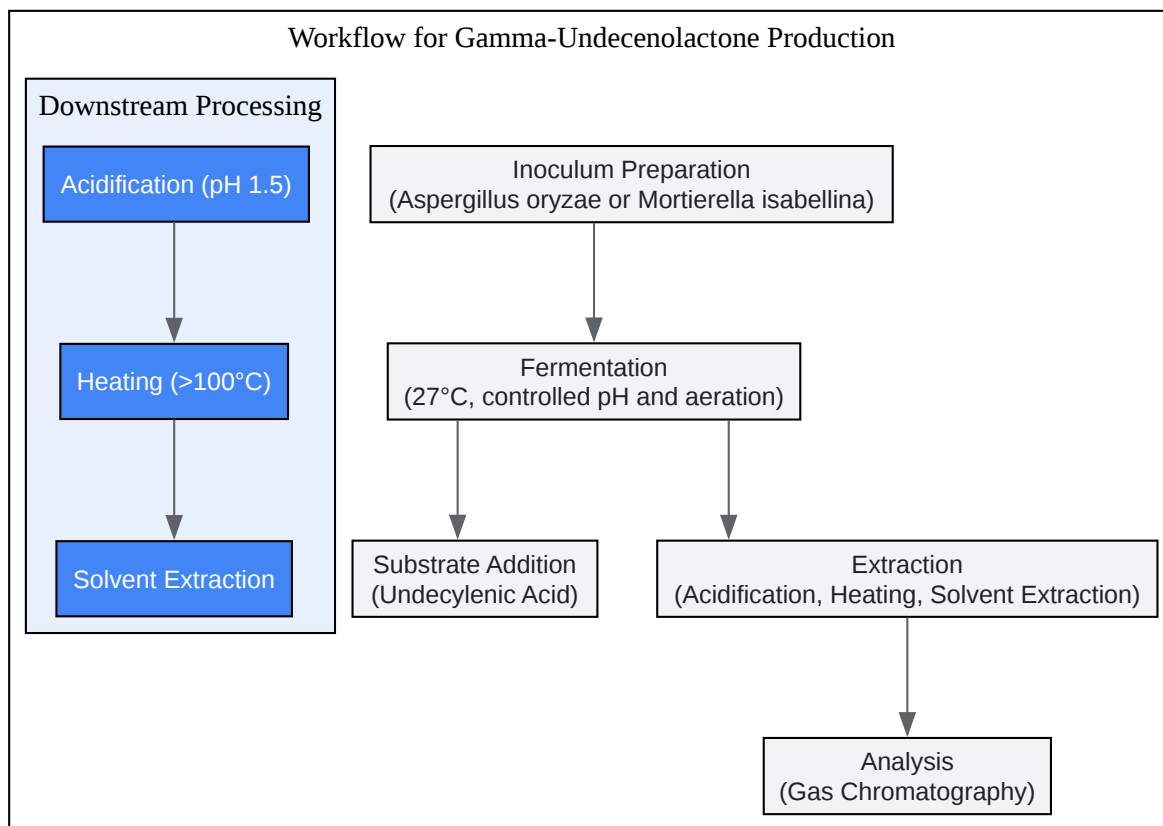 Workflow for Gamma-Undecenolactone Production
Downstream Processing
Acidification (pH 1.5)
Heating (>100°C)
Solvent Extraction
Inoculum Preparation
(Aspergillus oryzae or Mortierella isabellina)
Fermentation
(27°C, controlled pH and aeration)
Substrate Addition
(Undecylenic Acid)
Extraction
(Acidification, Heating, Solvent Extraction)
Analysis
(Gas Chromatography)